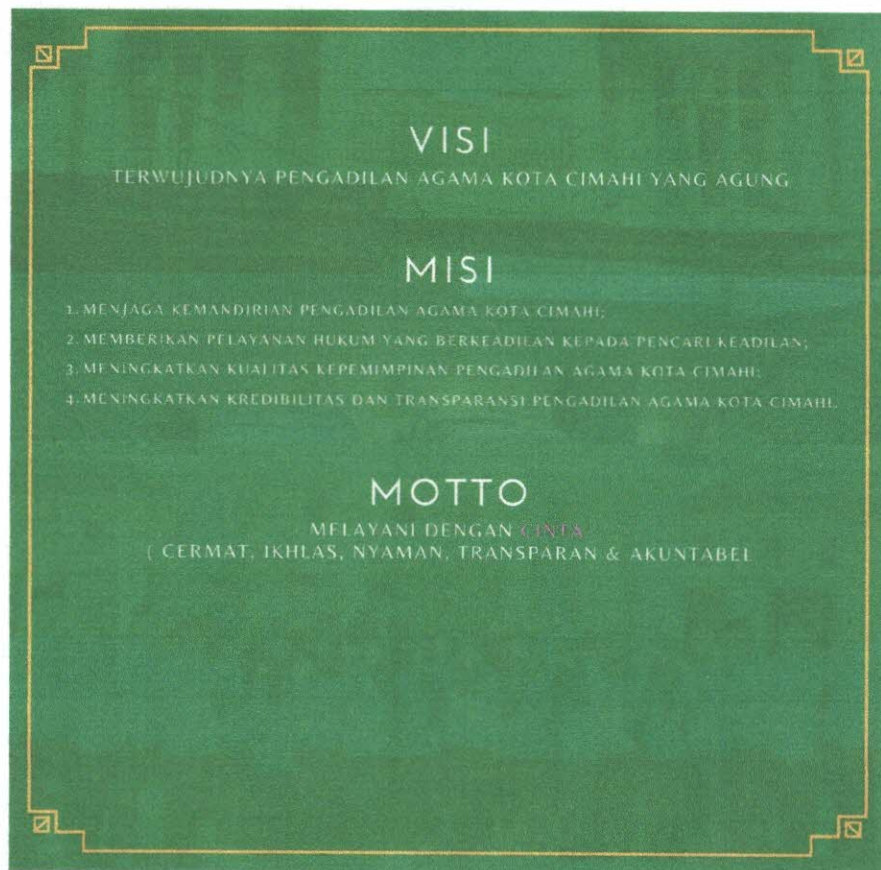 VISI
TERWUJUDNYA PENGADILAN AGAMA KOTA CIMAHI YANG AGUNG
MISI
1. MENJAGA KEMANDIRIAN PENGADILAN AGAMA KOTA CIMAHI;
2. MEMBERIKAN PELAYANAN HUKUM YANG BERKEADILAN KEPADA PENCARI KEADILAN;
3. MENINGKATKAN KUALITAS KEPEMIMPINAN PENGADILAN AGAMA KOTA CIMAHI;
4. MENINGKATKAN KREDIBILITAS DAN TRANSPARANSI PENGADILAN AGAMA KOTA CIMAHI.
MOTTO
MELAYANI DENGAN CINTA
( CERMAT, IKHLAS, NYAMAN, TRANSPARAN & AKUNTABEL